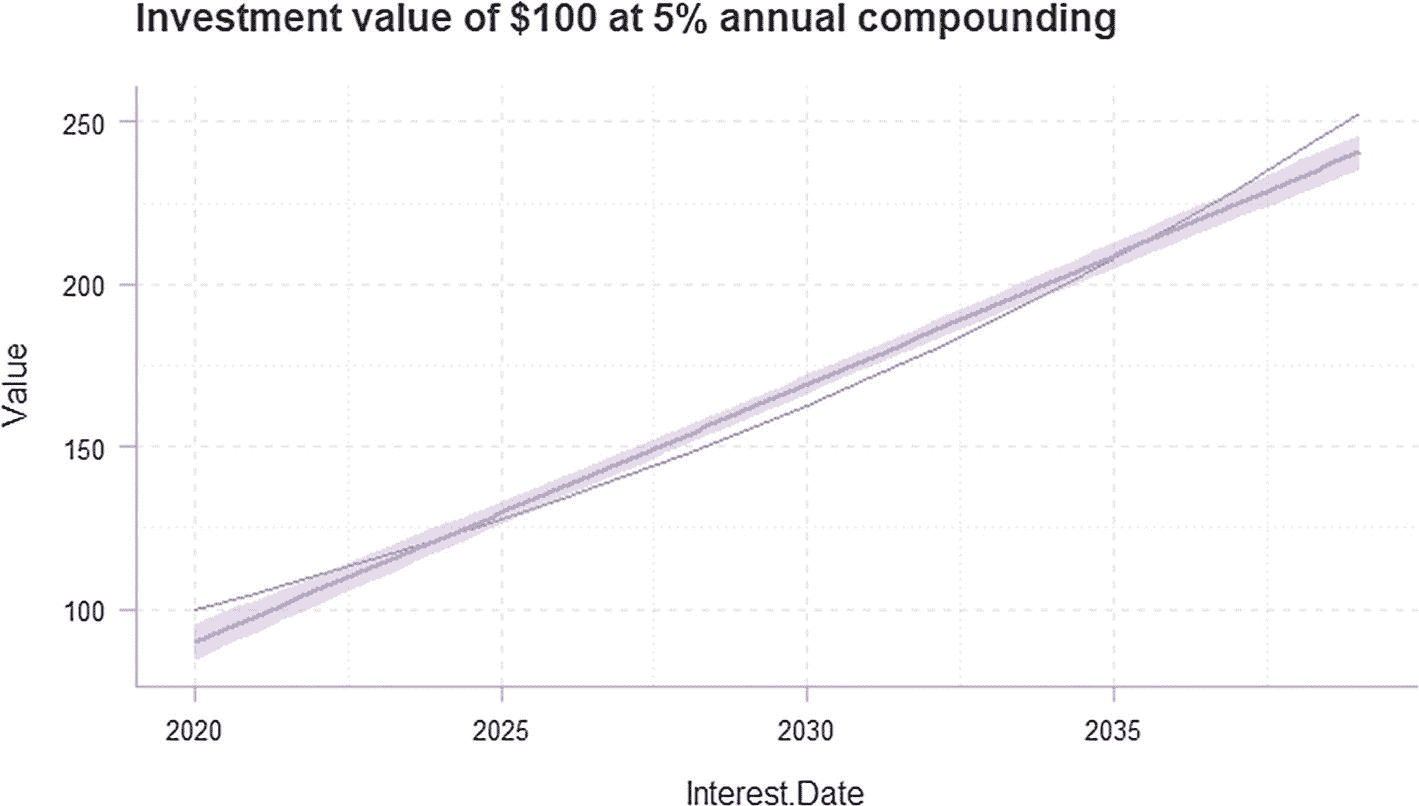 Investment value of $100 at 5% annual compounding
250
200
150
100
Value
2020 2025 2030 2035
Interest.Date